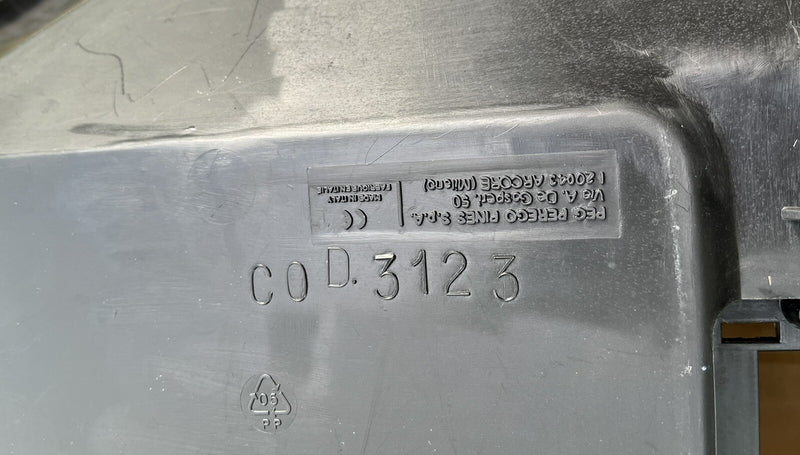 PEG PEREGO PINES S.p.A.
Via A. De Gasperi, 50
I 20043 ARCORE (Milano)
CE
MADE IN ITALY
FABRIQUE EN ITALIE
COD.3123
05
PP